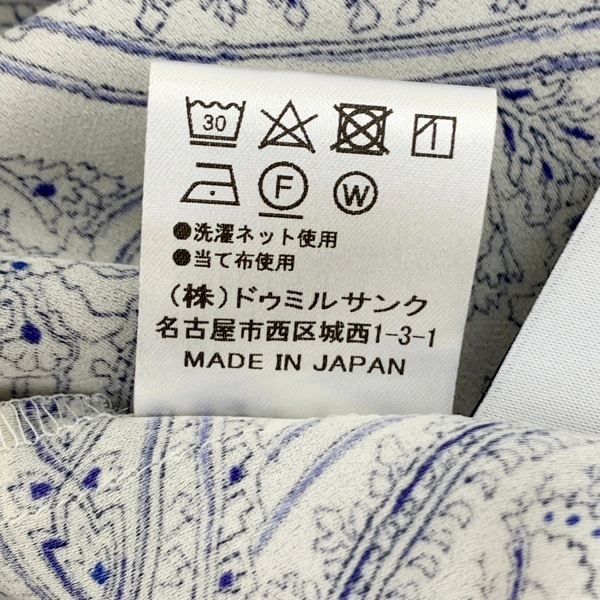 30
F W
●洗濯ネット使用
●当て布使用
(株)ドゥミルサンク
名古屋市西区城西1-3-1
MADE IN JAPAN